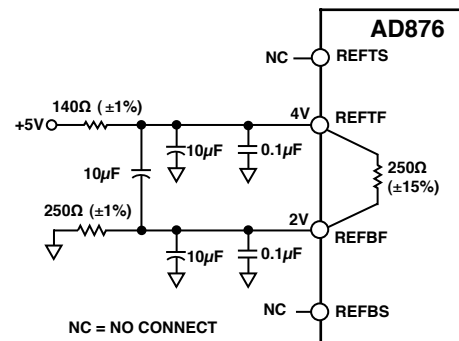 AD876
NC
REFTS
140Ω (±1%)
+5V
4V
REFTF
10µF
0.1µF
10µF
250Ω
(±15%)
250Ω (±1%)
2V
REFBF
10µF
0.1µF
NC
REFBS
NC = NO CONNECT